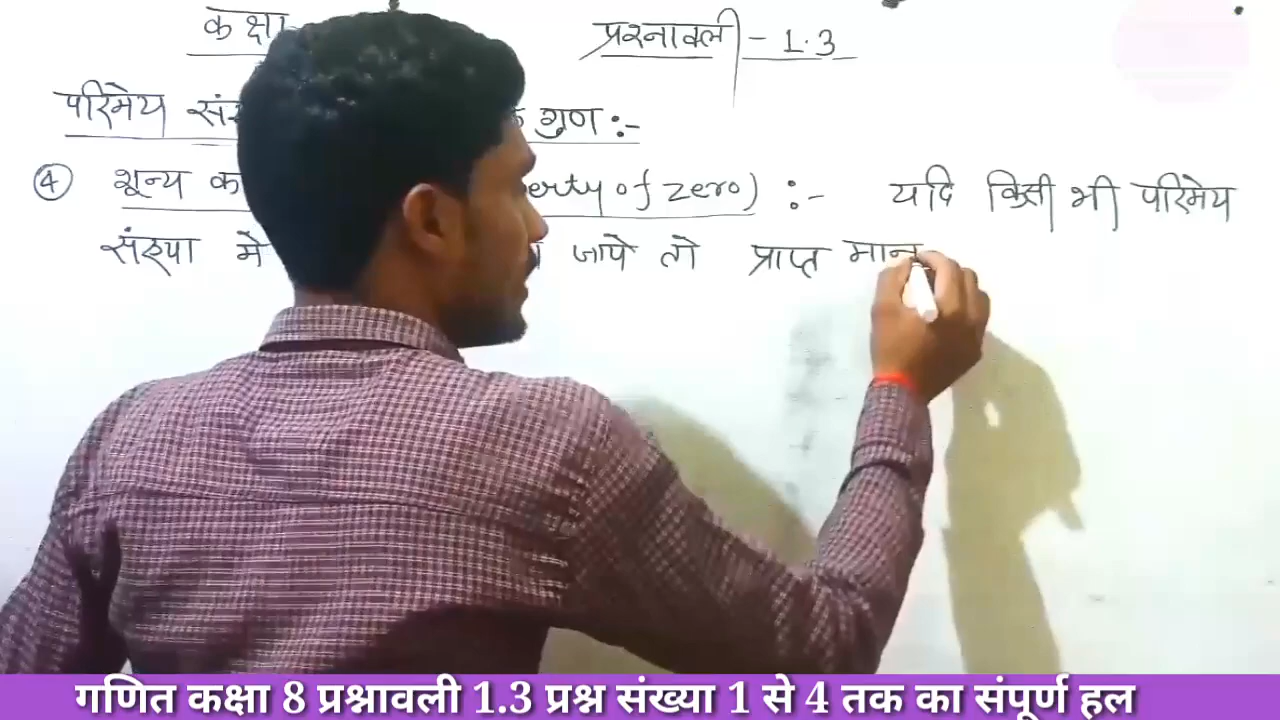 कक्षा प्रश्नावली - 1.3
परिमेय गुण :-
④ शून्य of zero) :- यदि किसी भी परिमेय
संख्या मे जाये तो प्राप्त मान
गणित कक्षा 8 प्रश्नावली 1.3 प्रश्न संख्या 1 से 4 तक का संपूर्ण हल